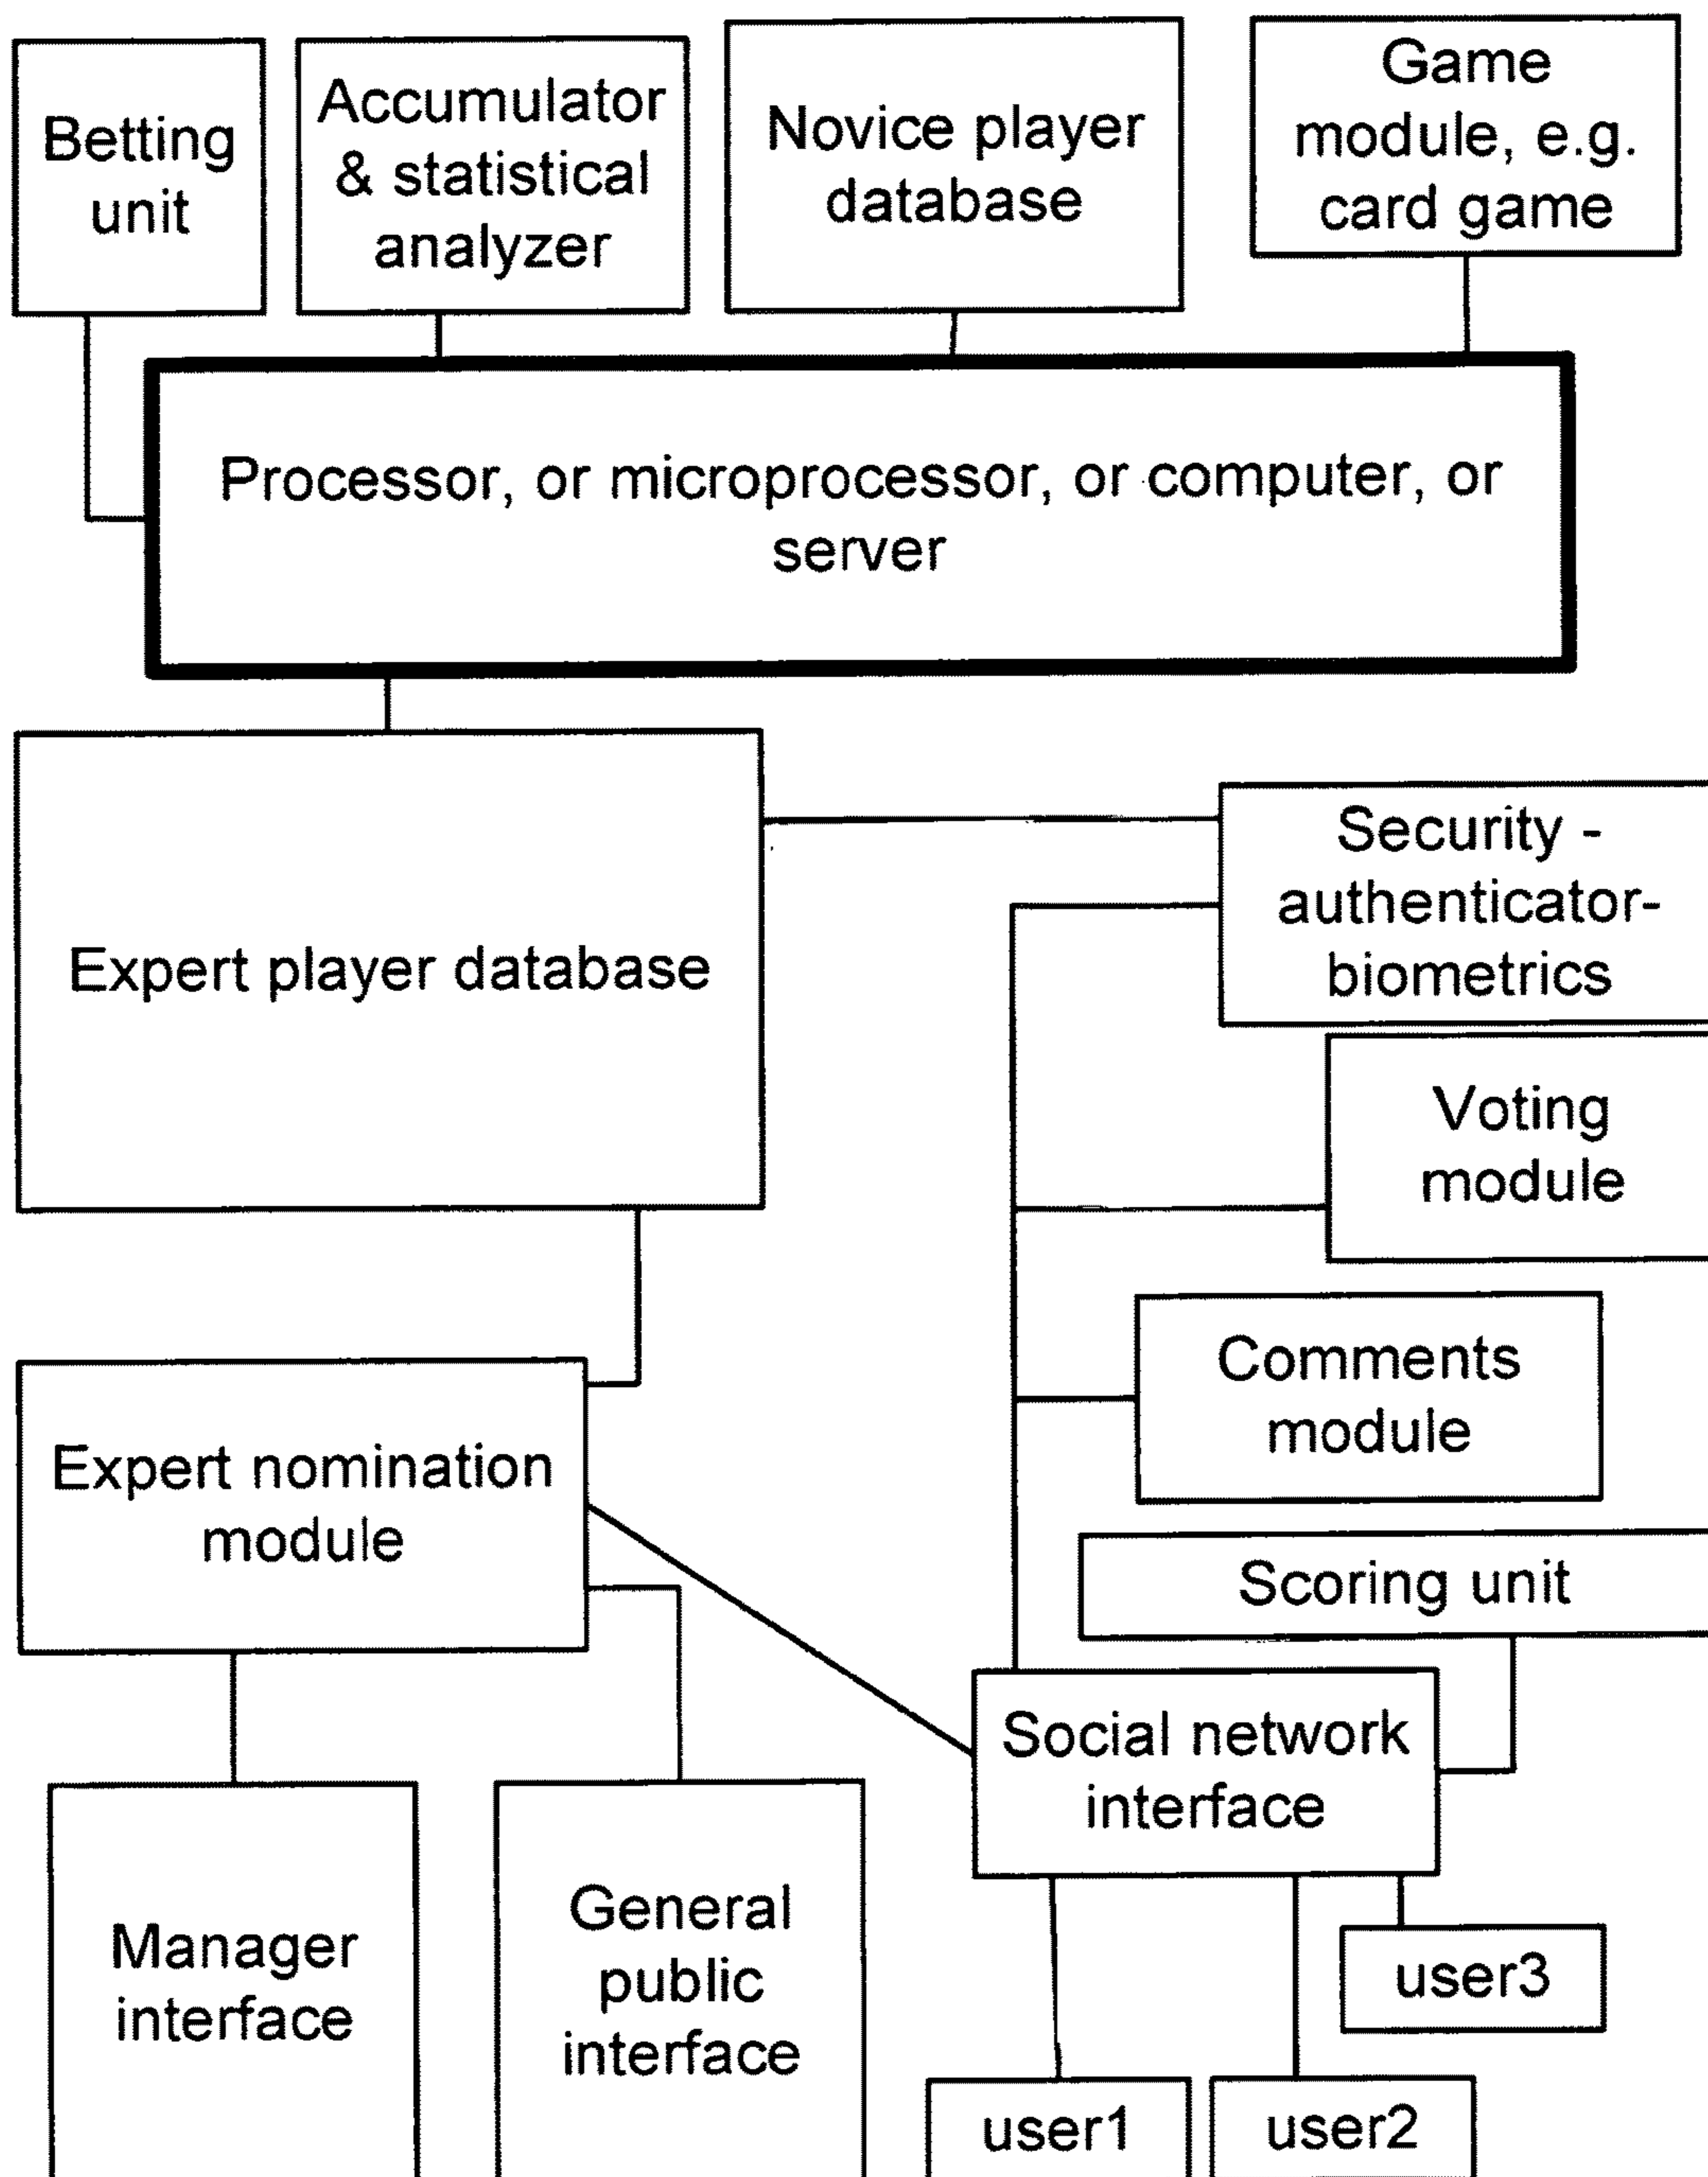 Betting
unit
Accumulator
& statistical
analyzer
Novice player
database
Game
module, e.g.
card game
Processor, or microprocessor, or computer, or
server
Expert player database
Security -
authenticator-
biometrics
Voting
module
Comments
module
Expert nomination
module
Scoring unit
Social network
interface
Manager
interface
General
public
interface
user3
user1
user2